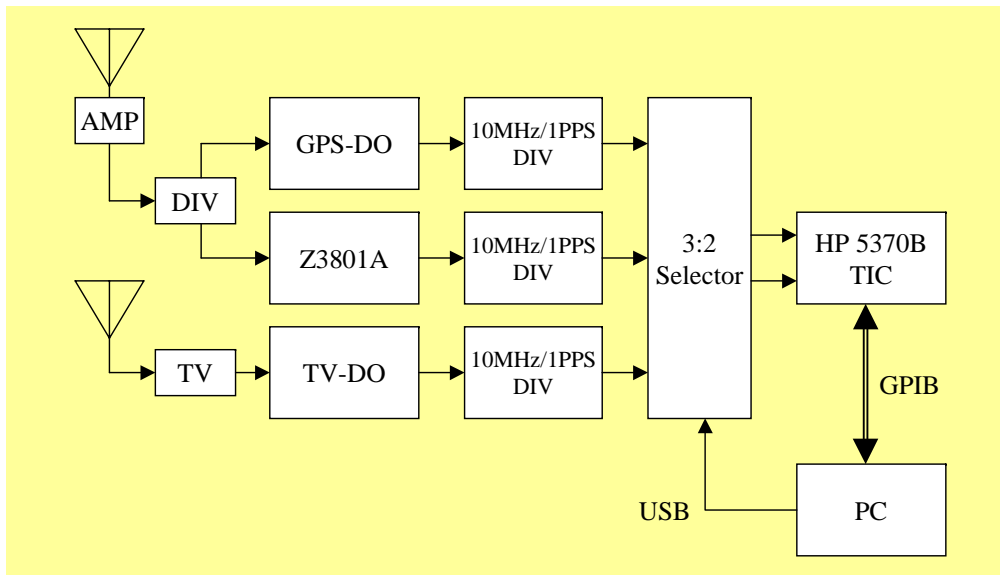 AMP
DIV
GPS-DO
10MHz/1PPS
DIV
Z3801A
10MHz/1PPS
DIV
TV
TV-DO
10MHz/1PPS
DIV
3:2
Selector
HP 5370B
TIC
GPIB
USB
PC